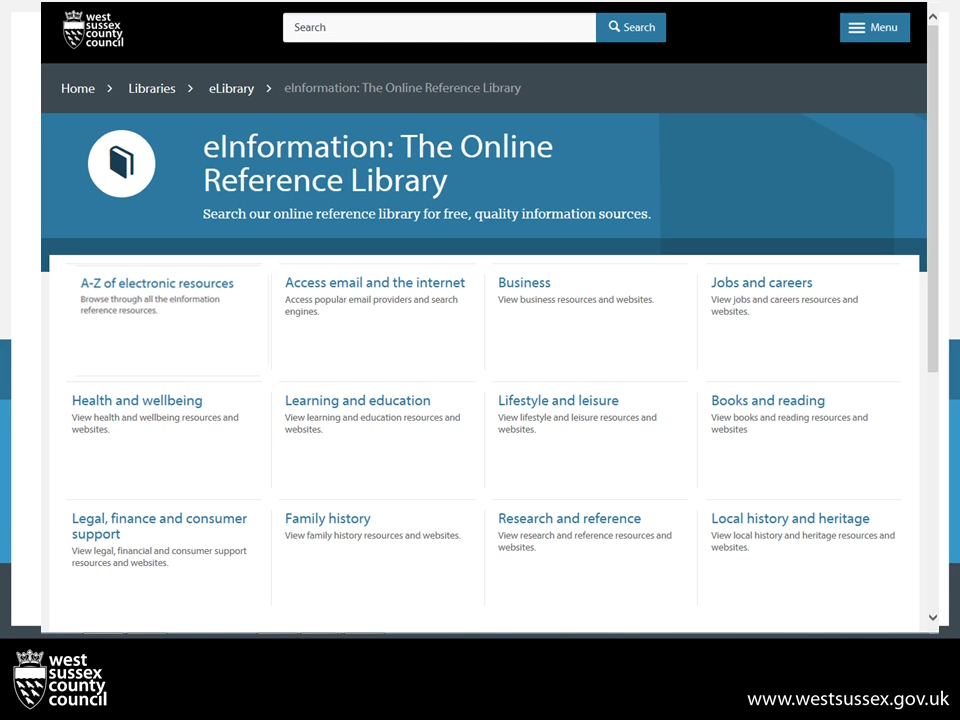 west
sussex
county
council
Search
Search
Menu
Home
Libraries
eLibrary
eInformation: The Online Reference Library
eInformation: The Online
Reference Library
Search our online reference library for free, quality information sources.
A-Z of electronic resources
Browse through all the eInformation
reference resources.
Access email and the internet
Access popular email providers and search
engines.
Business
View business resources and websites.
Jobs and careers
View jobs and careers resources and
websites.
Health and wellbeing
View health and wellbeing resources and
websites.
Learning and education
View learning and education resources and
websites.
Lifestyle and leisure
View lifestyle and leisure resources and
websites.
Books and reading
View books and reading resources and
websites
Legal, finance and consumer
support
View legal, financial and consumer support
resources and websites.
Family history
View family history resources and websites.
Research and reference
View research and reference resources and
websites.
Local history and heritage
View local history and heritage resources and
websites.
west
sussex
county
council
www.westsussex.gov.uk